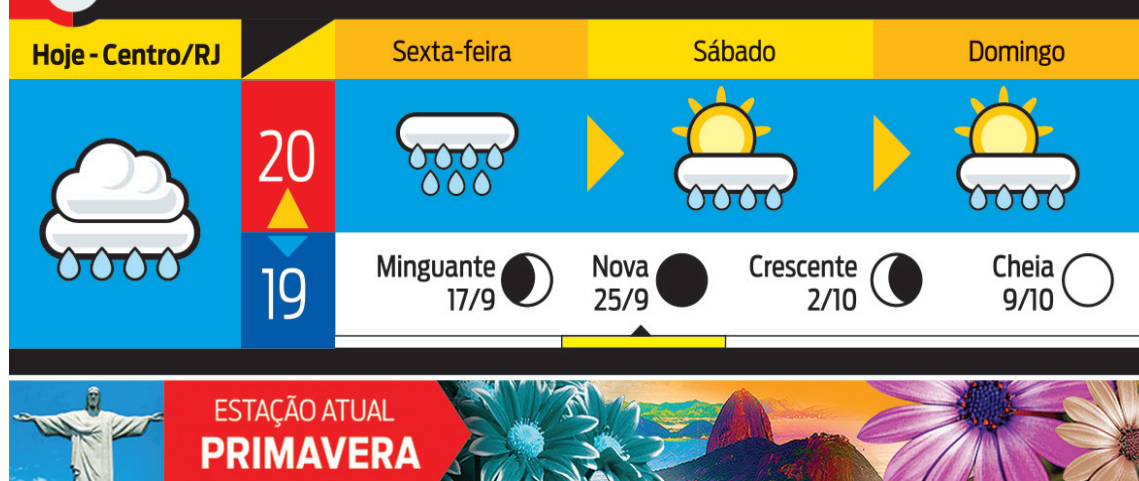 Hoje - Centro/RJ
Sexta-feira
Sábado
Domingo
20
19
Minguante
17/9
Nova
25/9
Crescente
2/10
Cheia
9/10
ESTAÇÃO ATUAL
PRIMAVERA